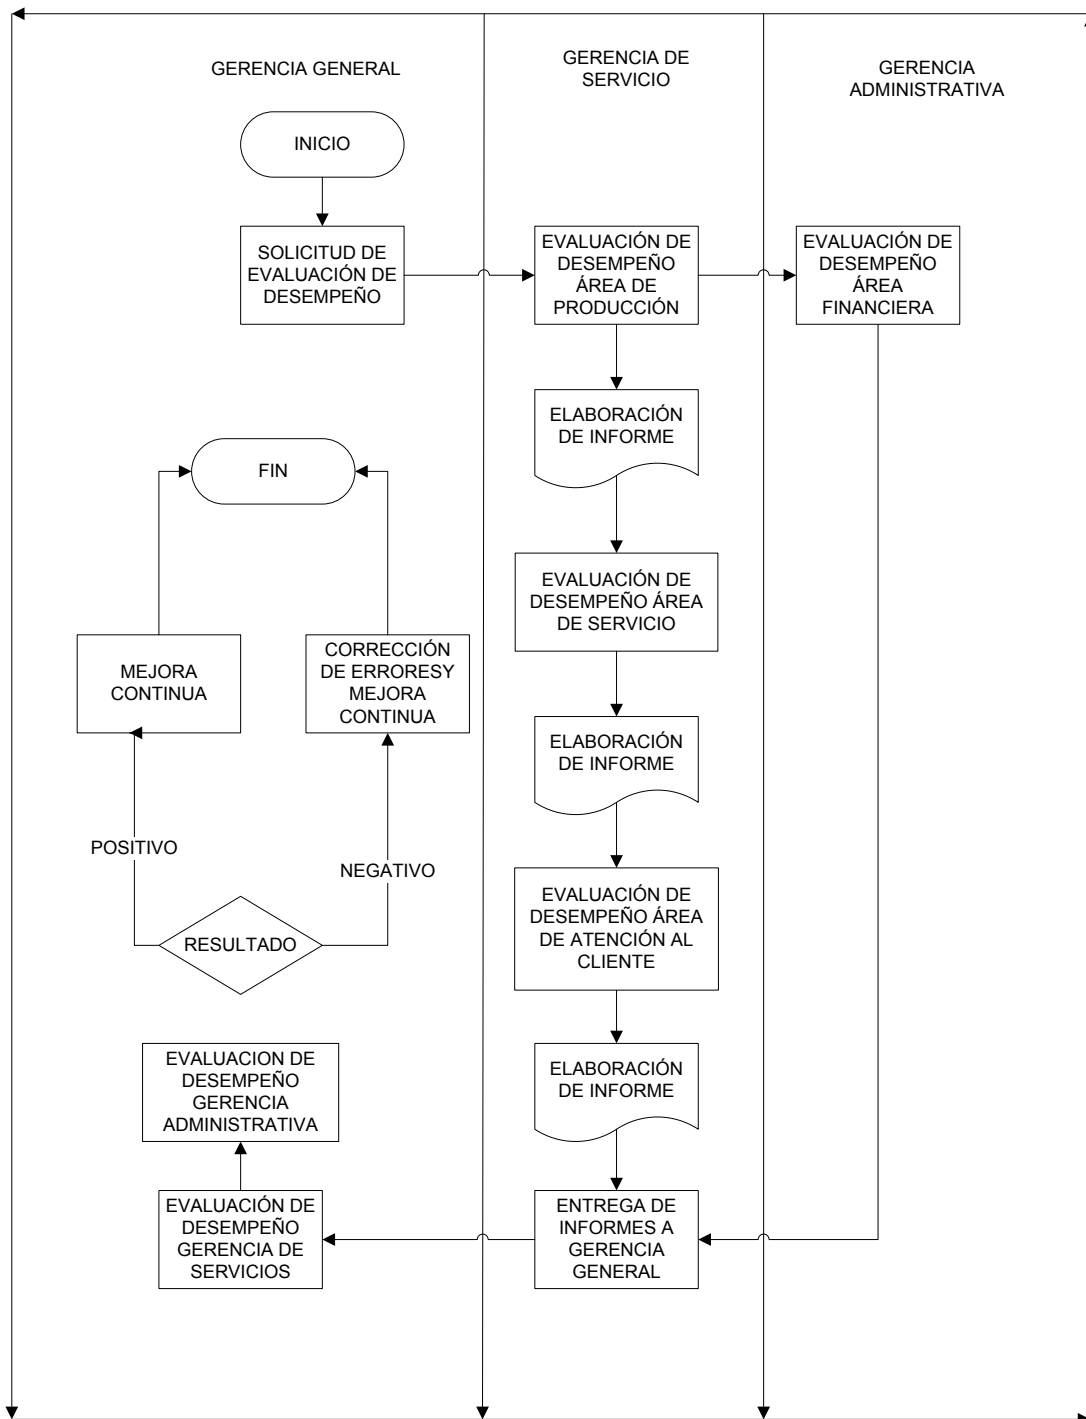 GERENCIA GENERAL
GERENCIA DE
SERVICIO
GERENCIA
ADMINISTRATIVA
INICIO
SOLICITUD DE
EVALUACIÓN DE
DESEMPEÑO
EVALUACIÓN DE
DESEMPEÑO
ÁREA DE
PRODUCCIÓN
EVALUACIÓN DE
DESEMPEÑO
ÁREA
FINANCIERA
ELABORACIÓN
DE INFORME
FIN
EVALUACIÓN DE
DESEMPEÑO ÁREA
DE SERVICIO
MEJORA
CONTINUA
CORRECCIÓN
DE ERRORESY
MEJORA
CONTINUA
ELABORACIÓN
DE INFORME
POSITIVO
NEGATIVO
EVALUACIÓN DE
DESEMPEÑO ÁREA
DE ATENCIÓN AL
CLIENTE
RESULTADO
EVALUACION DE
DESEMPEÑO
GERENCIA
ADMINISTRATIVA
ELABORACIÓN
DE INFORME
EVALUACIÓN DE
DESEMPEÑO
GERENCIA DE
SERVICIOS
ENTREGA DE
INFORMES A
GERENCIA
GENERAL